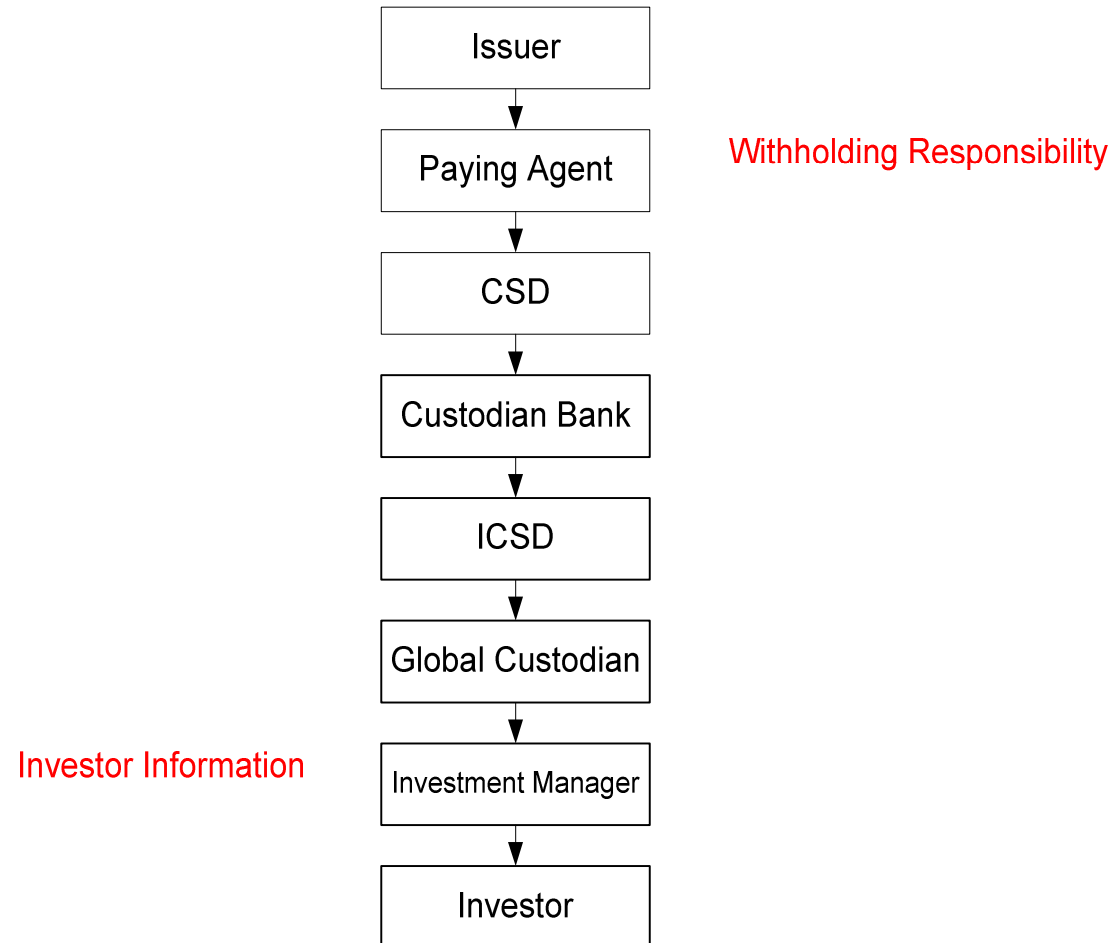 Issuer
Paying Agent
Withholding Responsibility
CSD
Custodian Bank
ICSD
Global Custodian
Investor Information
Investment Manager
Investor